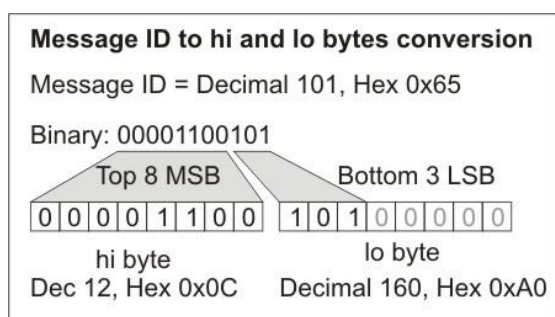 Message ID to hi and lo bytes conversion
Message ID = Decimal 101, Hex 0x65
Binary: 00001100101
Top 8 MSB Bottom 3 LSB
0 0 0 0 1 1 0 0 1 0 1 0 0 0 0 0
hi byte lo byte
Dec 12, Hex 0x0C Decimal 160, Hex 0xA0